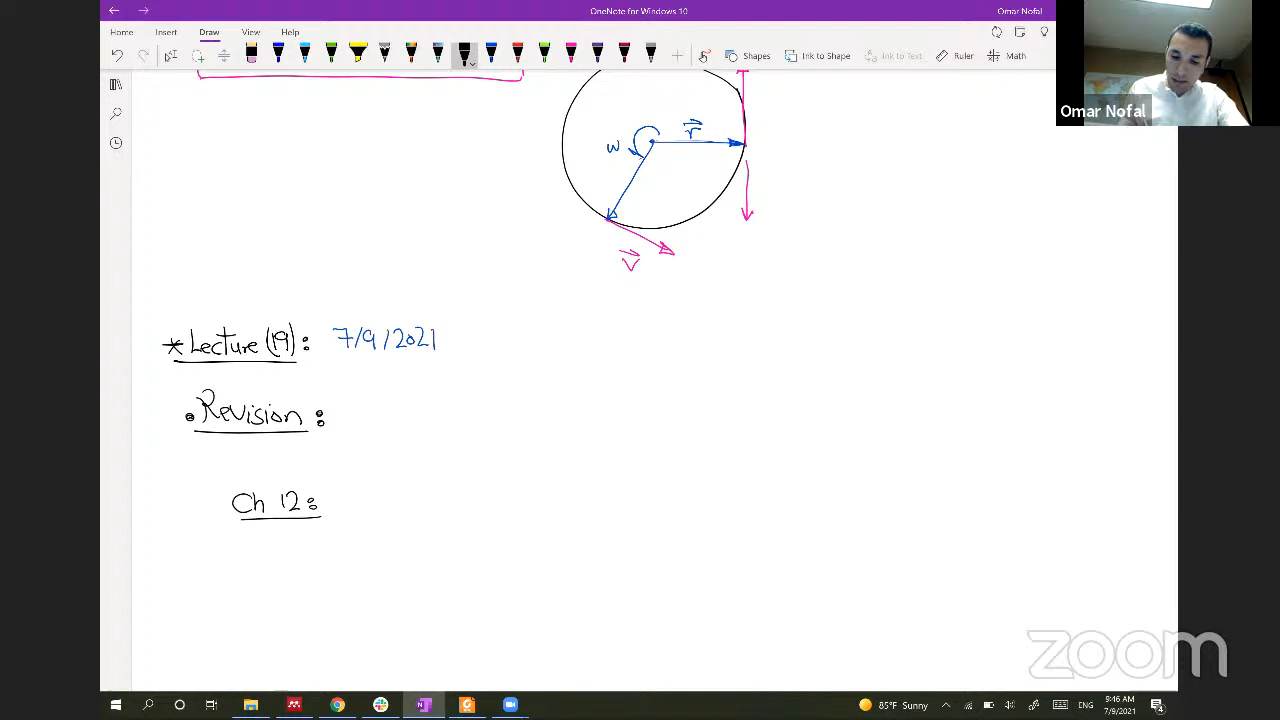 OneNote for Windows 10
Omar Nofal
Home Insert Draw View Help
Shapes Ink to Shape Ink to Text Ruler Math
Omar Nofal
r
w
V
*Lecture (19): 7/9/2021
• Revision:
Ch 12:
zoom
85°F Sunny ENG 9:46 AM
7/9/2021
4